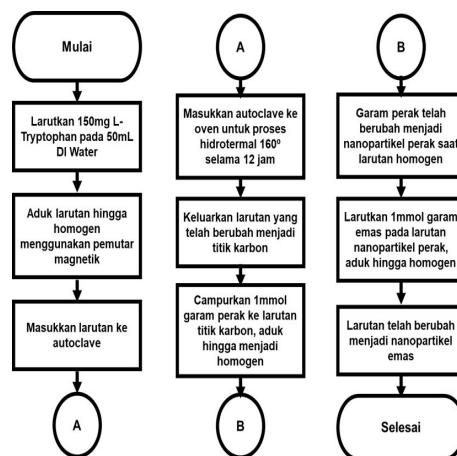 Mulai
Larutkan 150mg L-
Tryptophan pada 50mL
DI Water
Aduk larutan hingga
homogen
menggunakan pemutar
magnetik
Masukkan larutan ke
autoclave
A
A
Masukkan autoclave ke
oven untuk proses
hidrotermal 160º
selama 12 jam
Keluarkan larutan yang
telah berubah menjadi
titik karbon
Campurkan 1mmol
garam perak ke larutan
titik karbon, aduk
hingga menjadi
homogen
B
B
Garam perak telah
berubah menjadi
nanopartikel perak saat
larutan homogen
Larutkan 1mmol garam
emas pada larutan
nanopartikel perak,
aduk hingga homogen
Larutan telah berubah
menjadi nanopartikel
emas
Selesai